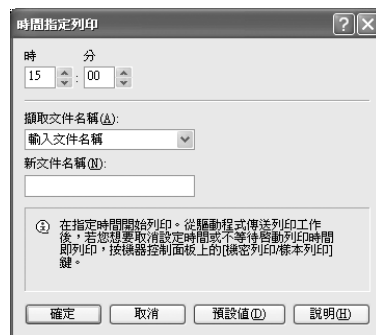 時間指定列印
時 分
15 : 00
擷取文件名稱(A):
輸入文件名稱
新文件名稱(N):
在指定時間開始列印。從驅動程式傳送列印工作
後，若您想要取消設定時間或不等待啟動列印時間
即列印，按機器控制面板上的[機密列印/樣本列印]
鍵。
確定 取消 預設值(D) 說明(H)